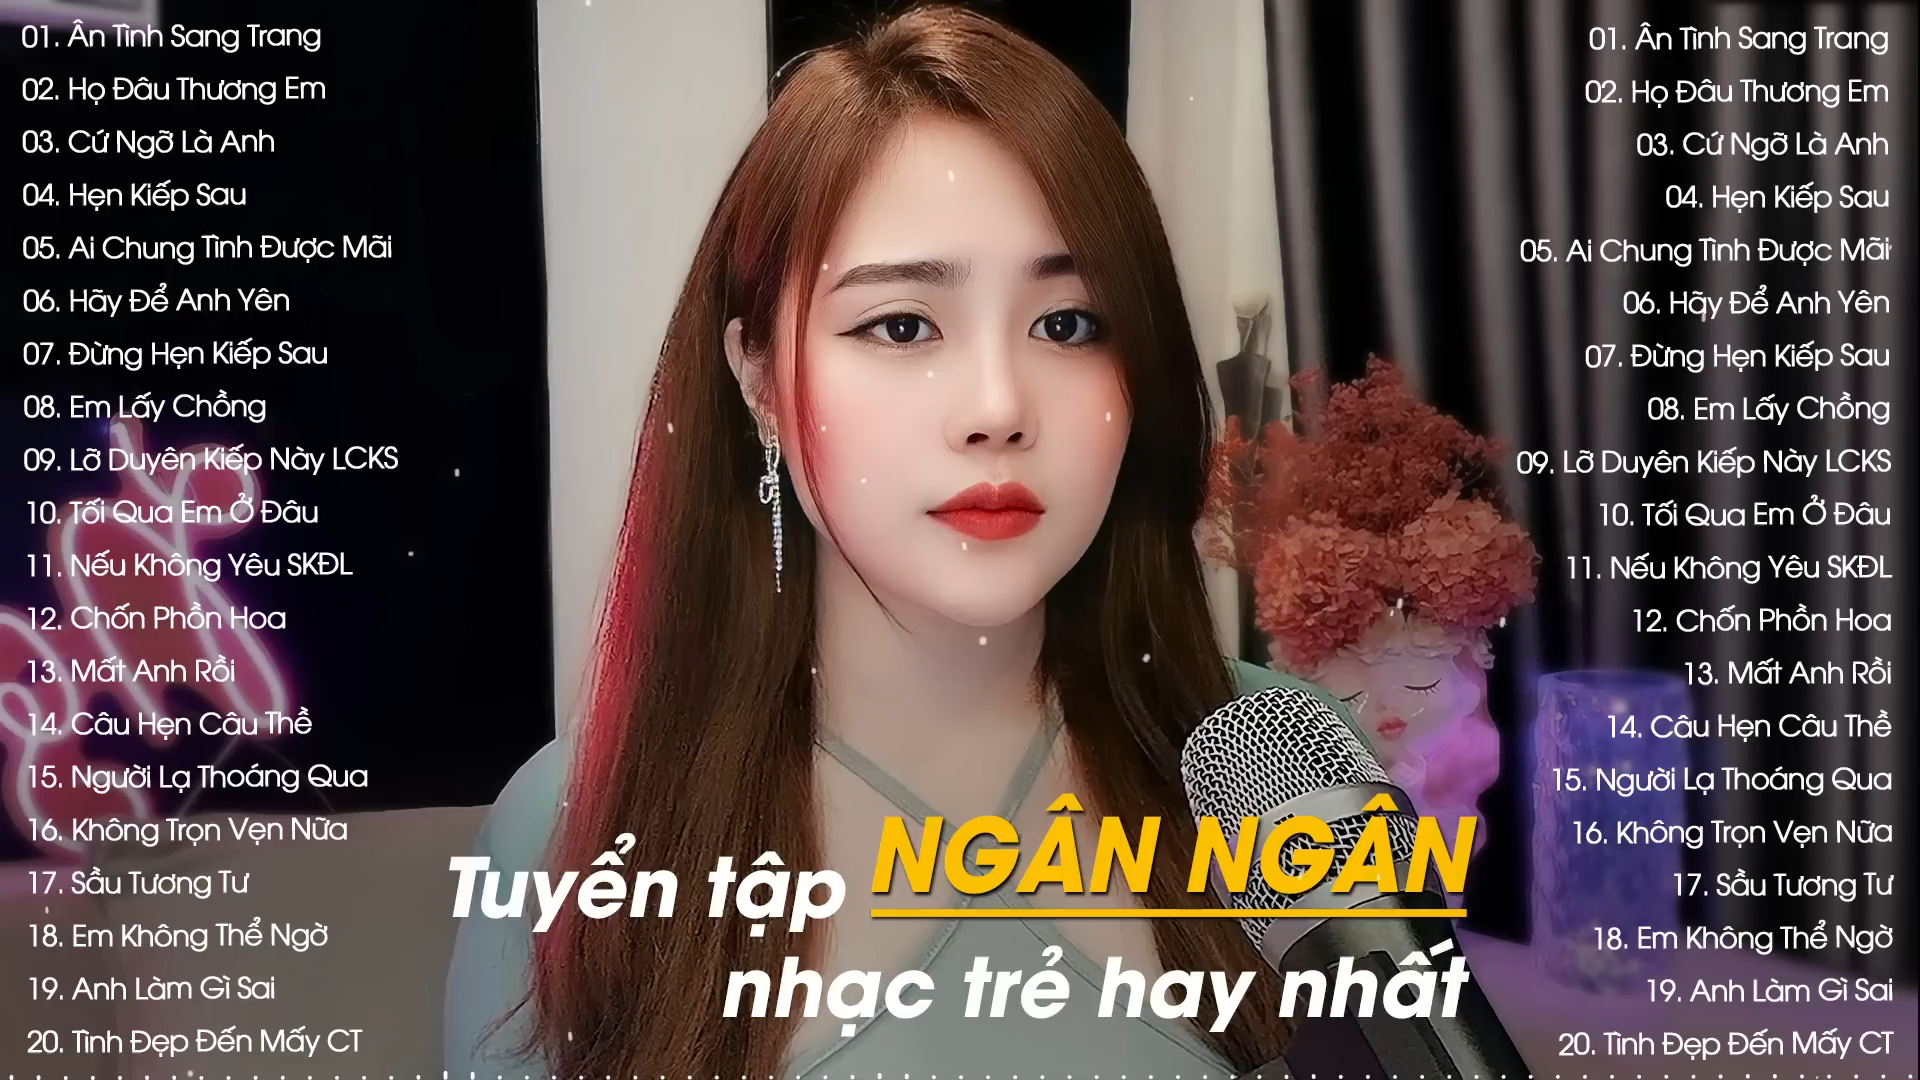 01. Ân Tình Sang Trang
02. Họ Đâu Thương Em
03. Cứ Ngỡ Là Anh
04. Hẹn Kiếp Sau
05. Ai Chung Tình Được Mãi
06. Hãy Để Anh Yên
07. Đừng Hẹn Kiếp Sau
08. Em Lấy Chồng
09. Lỡ Duyên Kiếp Này LCKS
10. Tối Qua Em Ở Đâu
11. Nếu Không Yêu SKĐL
12. Chốn Phồn Hoa
13. Mất Anh Rồi
14. Câu Hẹn Câu Thề
15. Người Lạ Thoáng Qua
16. Không Trọn Vẹn Nữa
17. Sầu Tương Tư
18. Em Không Thể Ngờ
19. Anh Làm Gì Sai
20. Tình Đẹp Đến Mấy CT
Tuyển tập NGÂN NGÂN
nhạc trẻ hay nhất
01. Ân Tình Sang Trang
02. Họ Đâu Thương Em
03. Cứ Ngỡ Là Anh
04. Hẹn Kiếp Sau
05. Ai Chung Tình Được Mãi
06. Hãy Để Anh Yên
07. Đừng Hẹn Kiếp Sau
08. Em Lấy Chồng
09. Lỡ Duyên Kiếp Này LCKS
10. Tối Qua Em Ở Đâu
11. Nếu Không Yêu SKĐL
12. Chốn Phồn Hoa
13. Mất Anh Rồi
14. Câu Hẹn Câu Thề
15. Người Lạ Thoáng Qua
16. Không Trọn Vẹn Nữa
17. Sầu Tương Tư
18. Em Không Thể Ngờ
19. Anh Làm Gì Sai
20. Tình Đẹp Đến Mấy CT